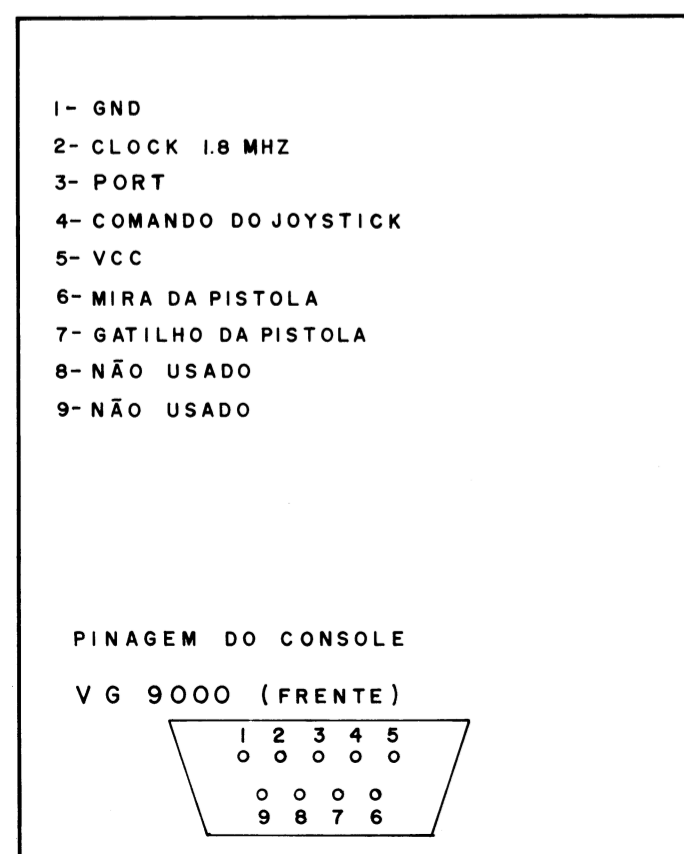 1- GND
2- CLOCK 1.8 MHZ
3- PORT
4- COMANDO DO JOYSTICK
5- VCC
6- MIRA DA PISTOLA
7- GATILHO DA PISTOLA
8- NÃO USADO
9- NÃO USADO
PINAGEM DO CONSOLE
VG 9000 (FRENTE)
1 2 3 4 5
9 8 7 6